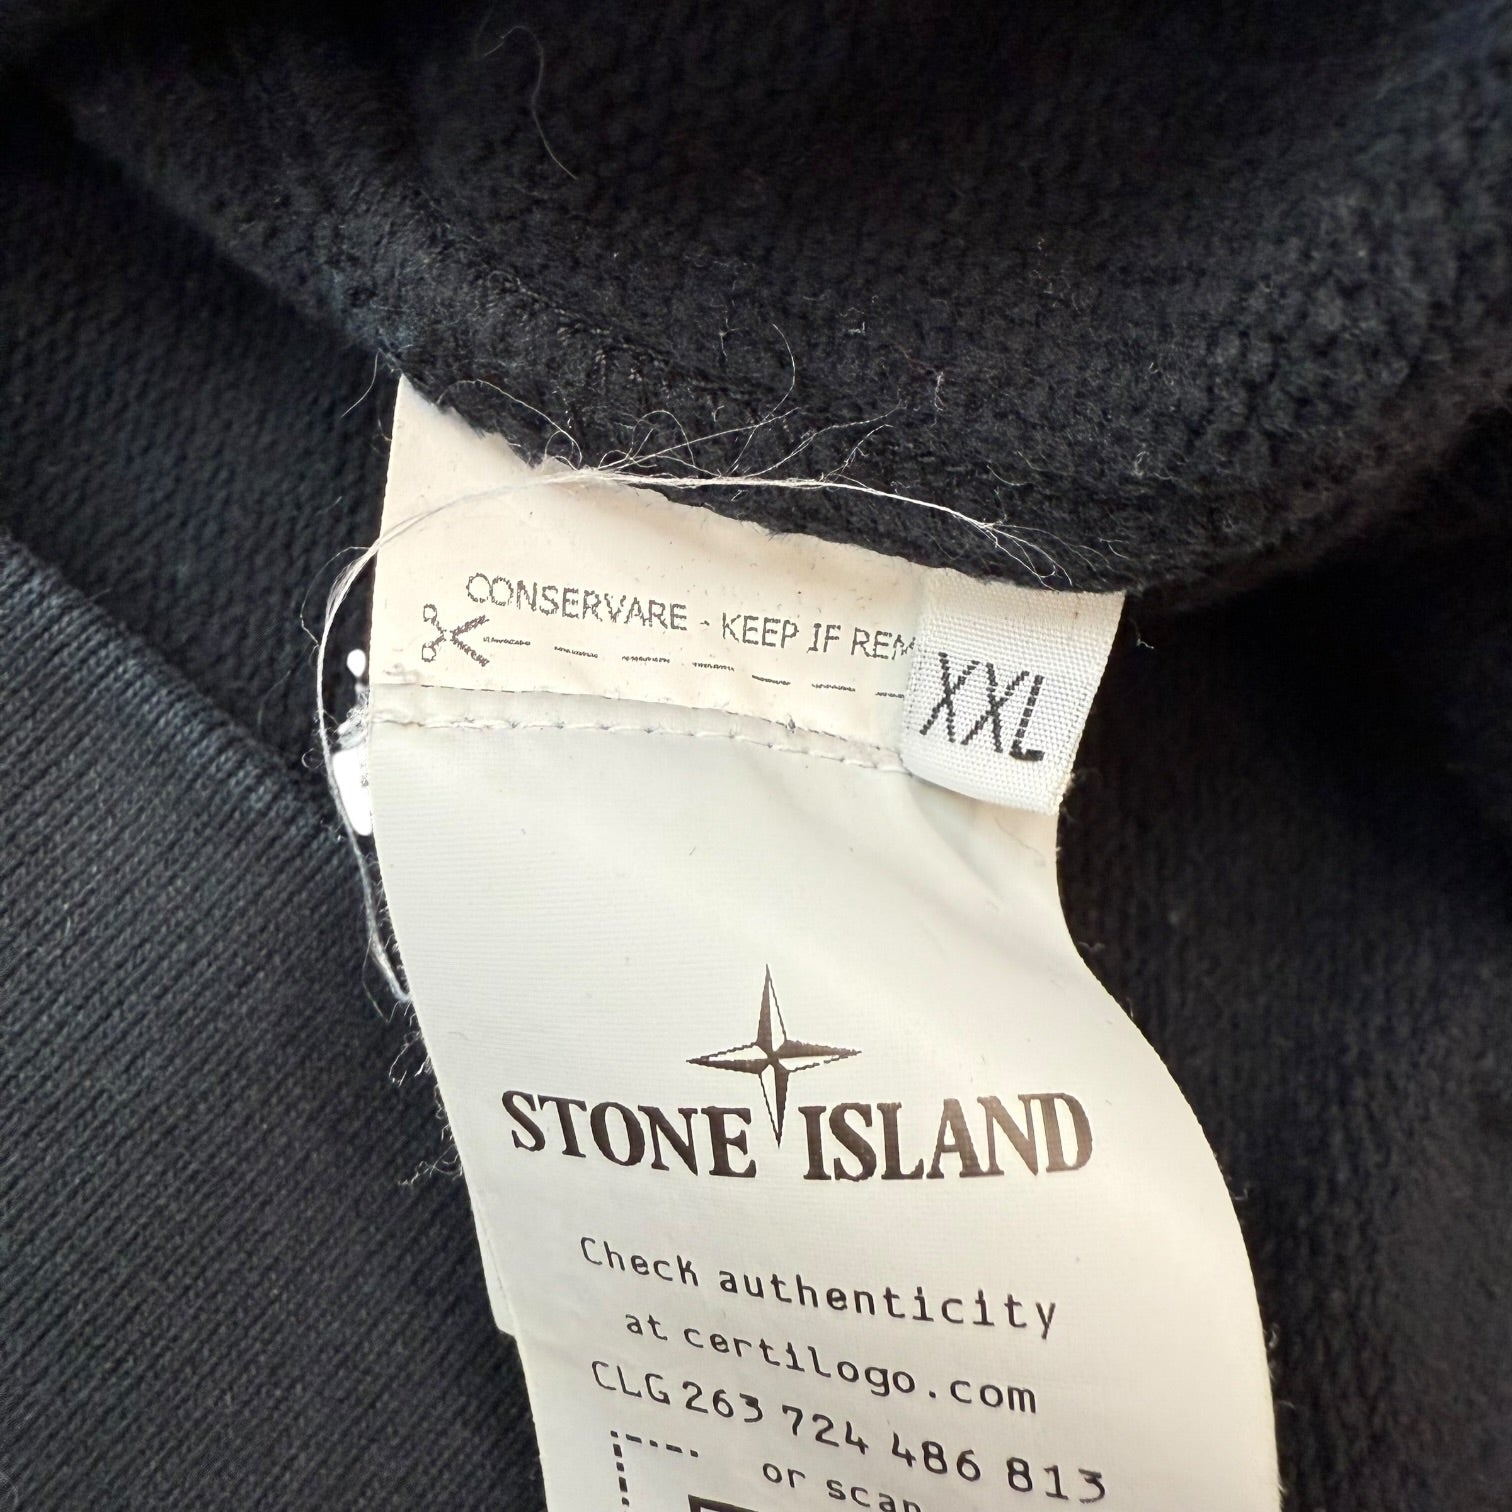 CONSERVARE - KEEP IF REM
XXL
STONE ISLAND
Check authenticity
at certilogo.com
CLG 263 724 486 813
or scan